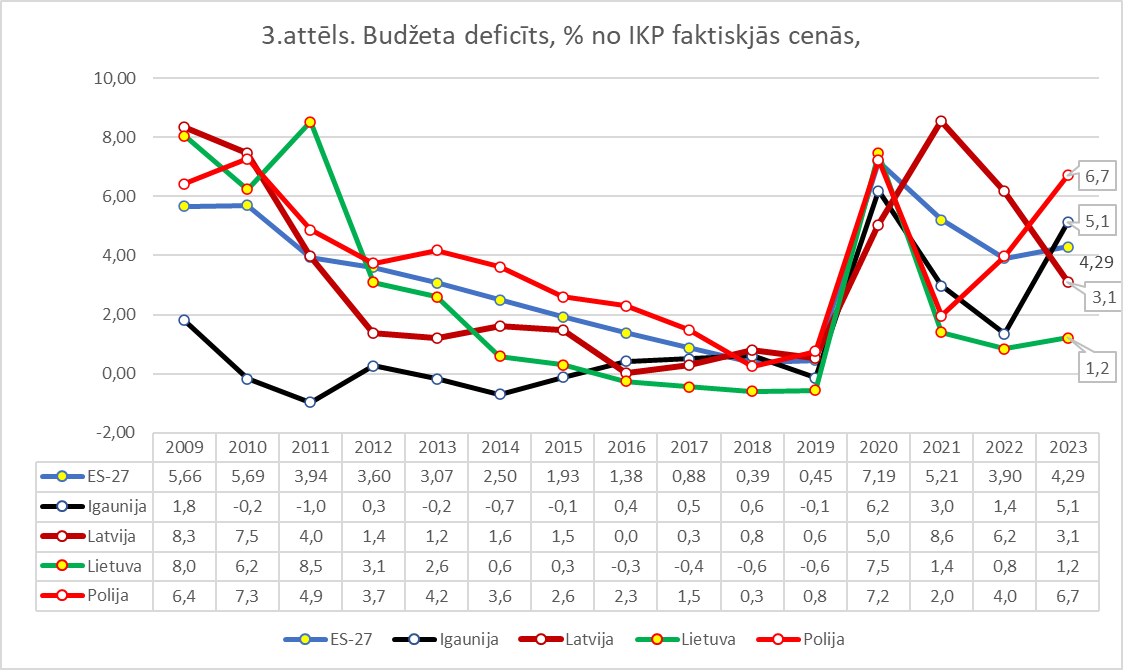 3.attēls. Budžeta deficīts, % no IKP faktiskjās cenās,
10,00
8,00
6,00
4,00
2,00
0,00
-2,00
6,7
5,1
4,29
3,1
1,2
2009 2010 2011 2012 2013 2014 2015 2016 2017 2018 2019 2020 2021 2022 2023
ES-27 5,66 5,69 3,94 3,60 3,07 2,50 1,93 1,38 0,88 0,39 0,45 7,19 5,21 3,90 4,29
Igaunija 1,8 -0,2 -1,0 0,3 -0,2 -0,7 -0,1 0,4 0,5 0,6 -0,1 6,2 3,0 1,4 5,1
Latvija 8,3 7,5 4,0 1,4 1,2 1,6 1,5 0,0 0,3 0,8 0,6 5,0 8,6 6,2 3,1
Lietuva 8,0 6,2 8,5 3,1 2,6 0,6 0,3 -0,3 -0,4 -0,6 -0,6 7,5 1,4 0,8 1,2
Polija 6,4 7,3 4,9 3,7 4,2 3,6 2,6 2,3 1,5 0,3 0,8 7,2 2,0 4,0 6,7
ES-27 Igaunija Latvija Lietuva Polija